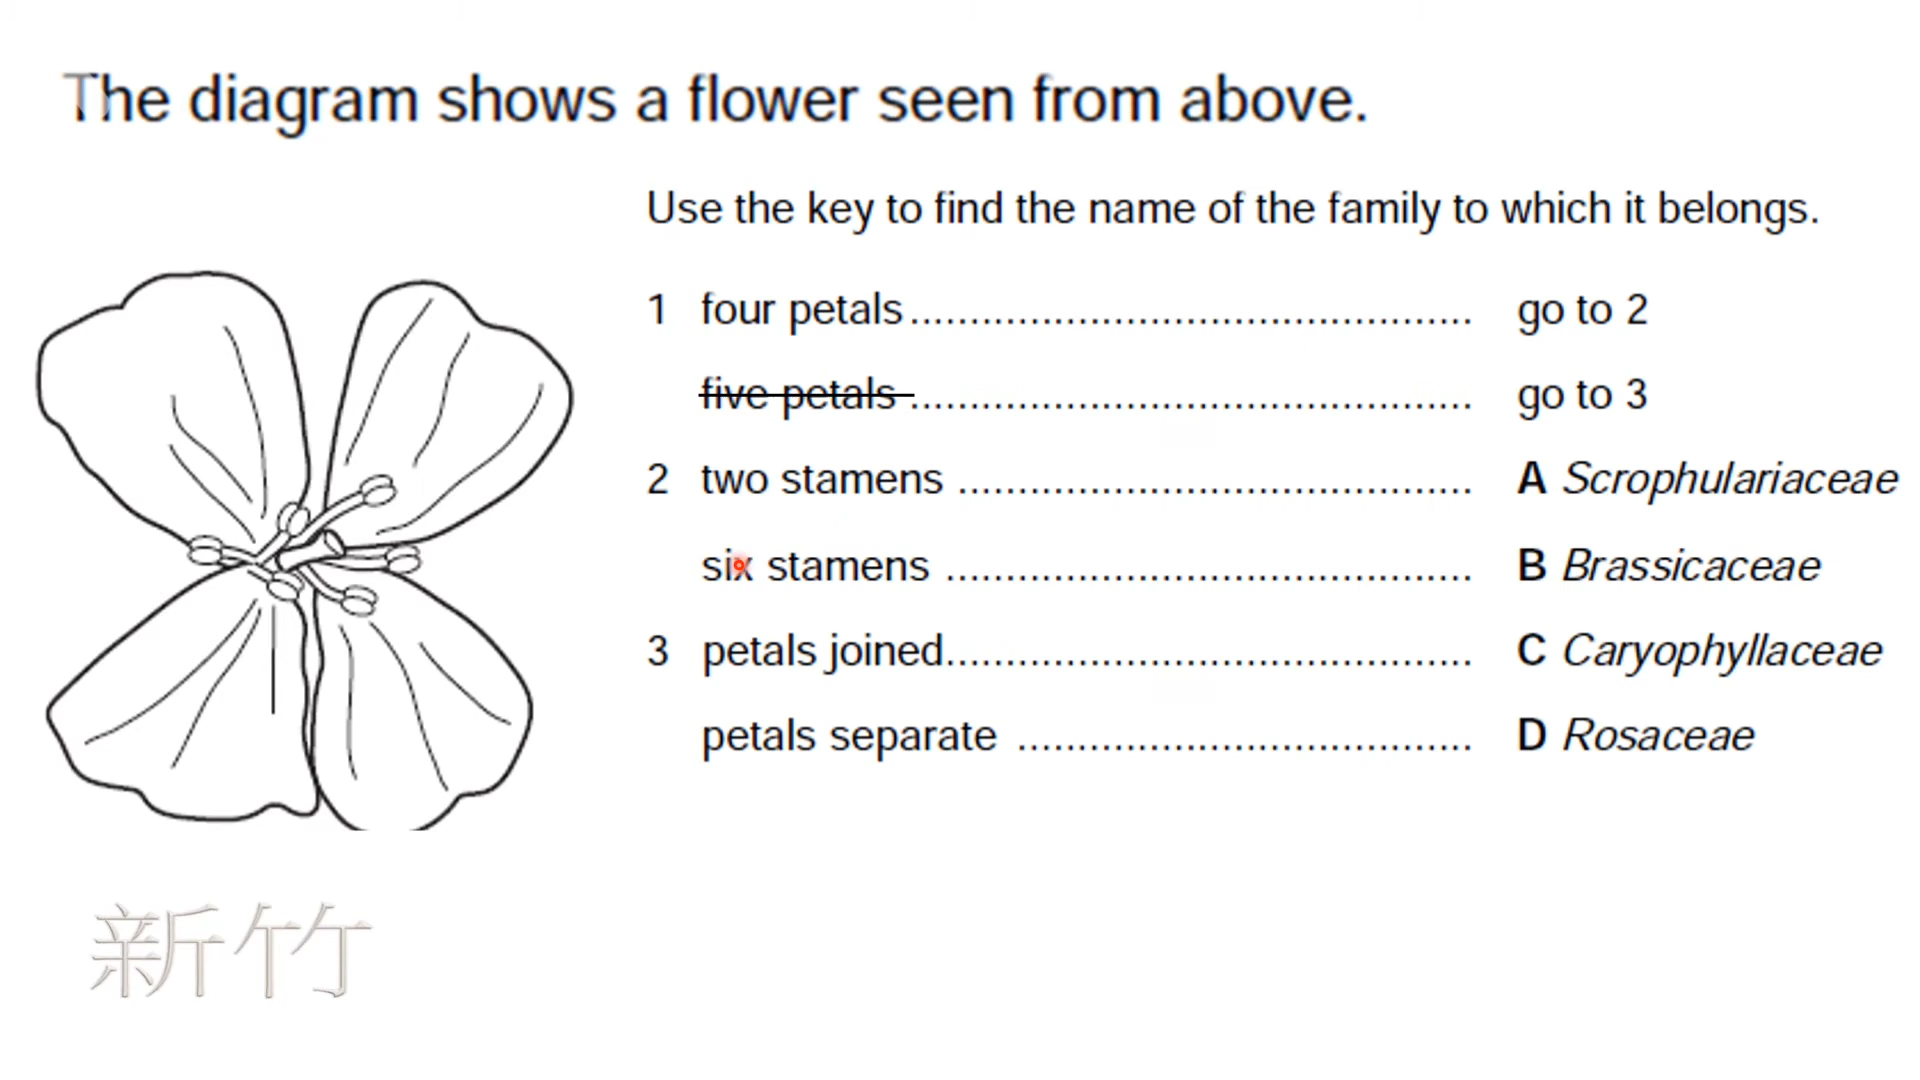 The diagram shows a flower seen from above.
Use the key to find the name of the family to which it belongs.
1 four petals............................................... go to 2
five petals............................................... go to 3
2 two stamens ........................................... A Scrophulariaceae
six stamens ............................................ B Brassicaceae
3 petals joined............................................ C Caryophyllaceae
petals separate ...................................... D Rosaceae
新竹